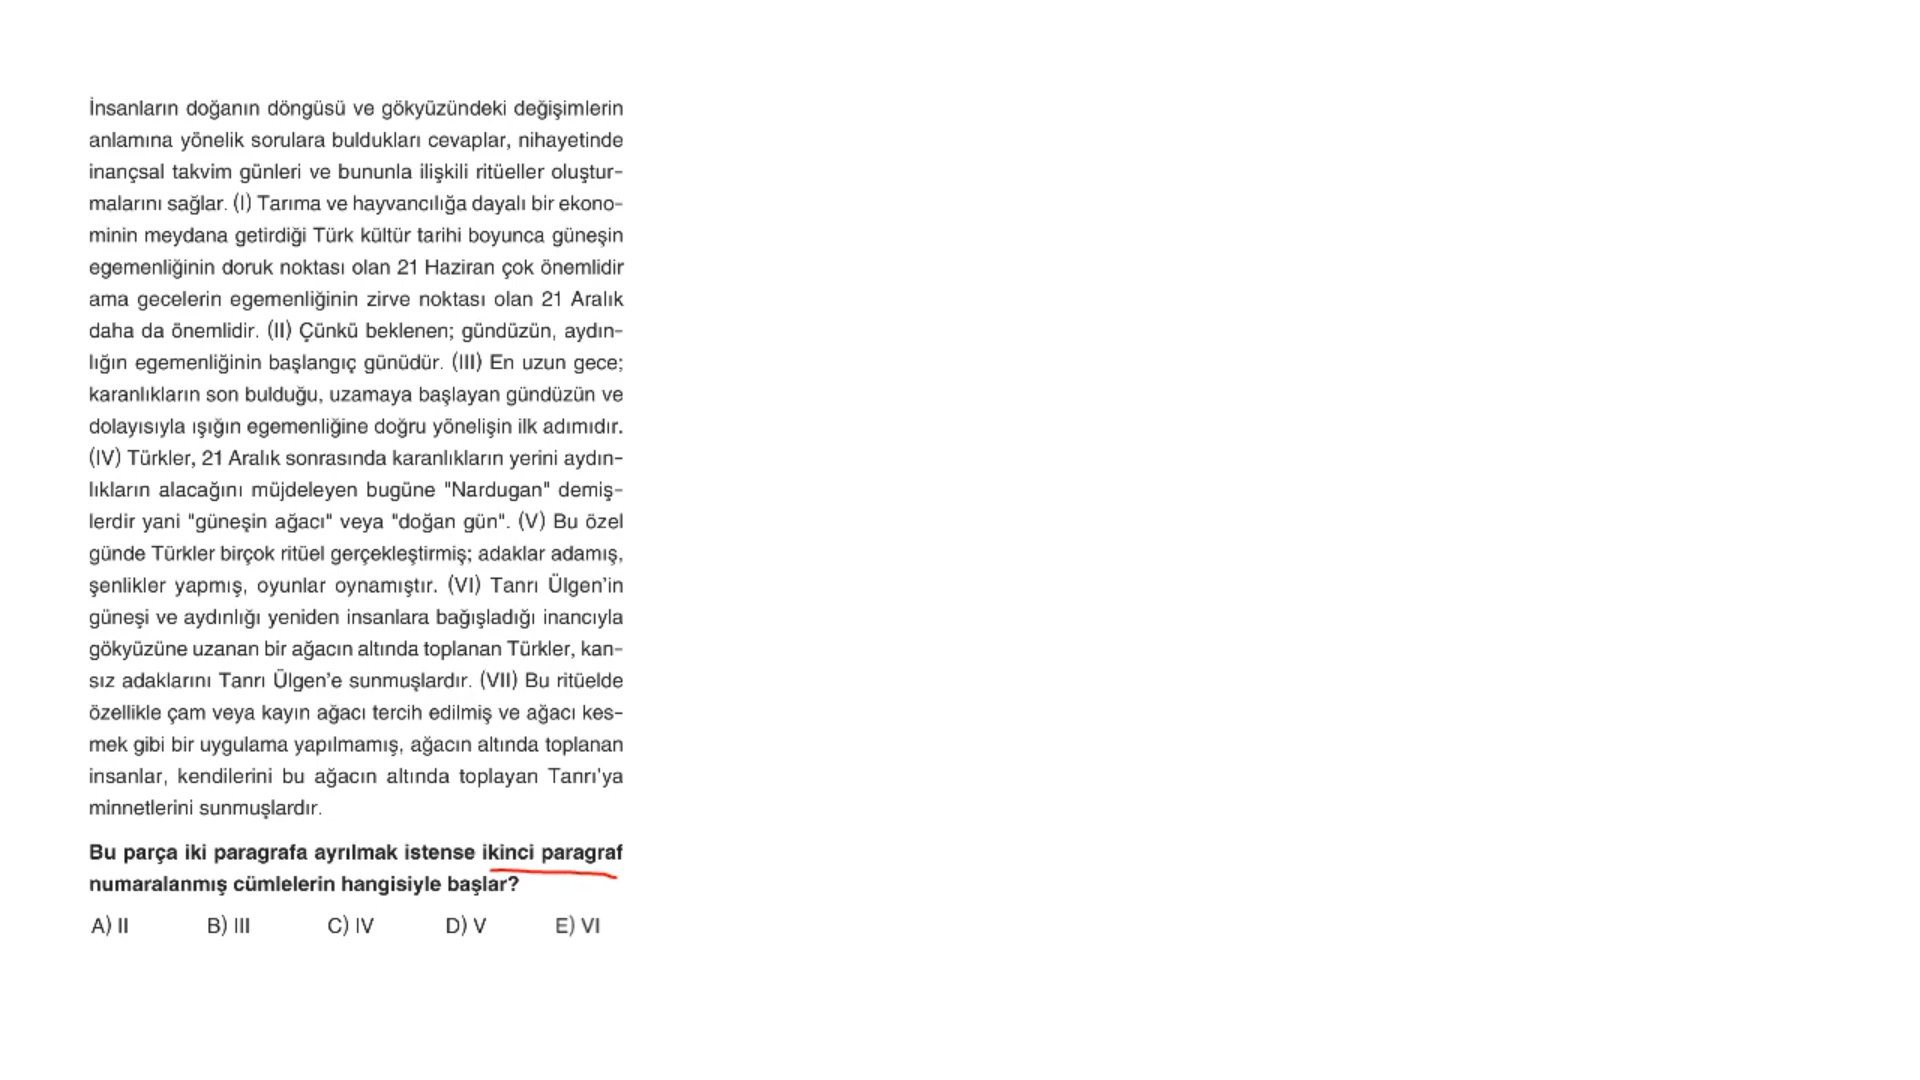 İnsanların doğanın döngüsü ve gökyüzündeki değişimlerin
anlamına yönelik sorulara buldukları cevaplar, nihayetinde
inançsal takvim günleri ve bununla ilişkili ritüeller oluştur-
malarını sağlar. (I) Tarıma ve hayvancılığa dayalı bir ekono-
minin meydana getirdiği Türk kültür tarihi boyunca güneşin
egemenliğinin doruk noktası olan 21 Haziran çok önemlidir
ama gecelerin egemenliğinin zirve noktası olan 21 Aralık
daha da önemlidir. (II) Çünkü beklenen; gündüzün, aydın-
lığın egemenliğinin başlangıç günüdür. (III) En uzun gece;
karanlıkların son bulduğu, uzamaya başlayan gündüzün ve
dolayısıyla ışığın egemenliğine doğru yönelişin ilk adımıdır.
(IV) Türkler, 21 Aralık sonrasında karanlıkların yerini aydın-
lıkların alacağını müjdeleyen bugüne "Nardugan" demiş-
lerdir yani "güneşin ağacı" veya "doğan gün". (V) Bu özel
günde Türkler birçok ritüel gerçekleştirmiş; adaklar adamış,
şenlikler yapmış, oyunlar oynamıştır. (VI) Tanrı Ülgen'in
güneşi ve aydınlığı yeniden insanlara bağışladığı inancıyla
gökyüzüne uzanan bir ağacın altında toplanan Türkler, kan-
sız adaklarını Tanrı Ülgen'e sunmuşlardır. (VII) Bu ritüelde
özellikle çam veya kayın ağacı tercih edilmiş ve ağacı kes-
mek gibi bir uygulama yapılmamış, ağacın altında toplanan
insanlar, kendilerini bu ağacın altında toplayan Tanrı'ya
minnetlerini sunmuşlardır.
Bu parça iki paragrafa ayrılmak istense ikinci paragraf
numaralanmış cümlelerin hangisiyle başlar?
A) II B) III C) IV D) V E) VI